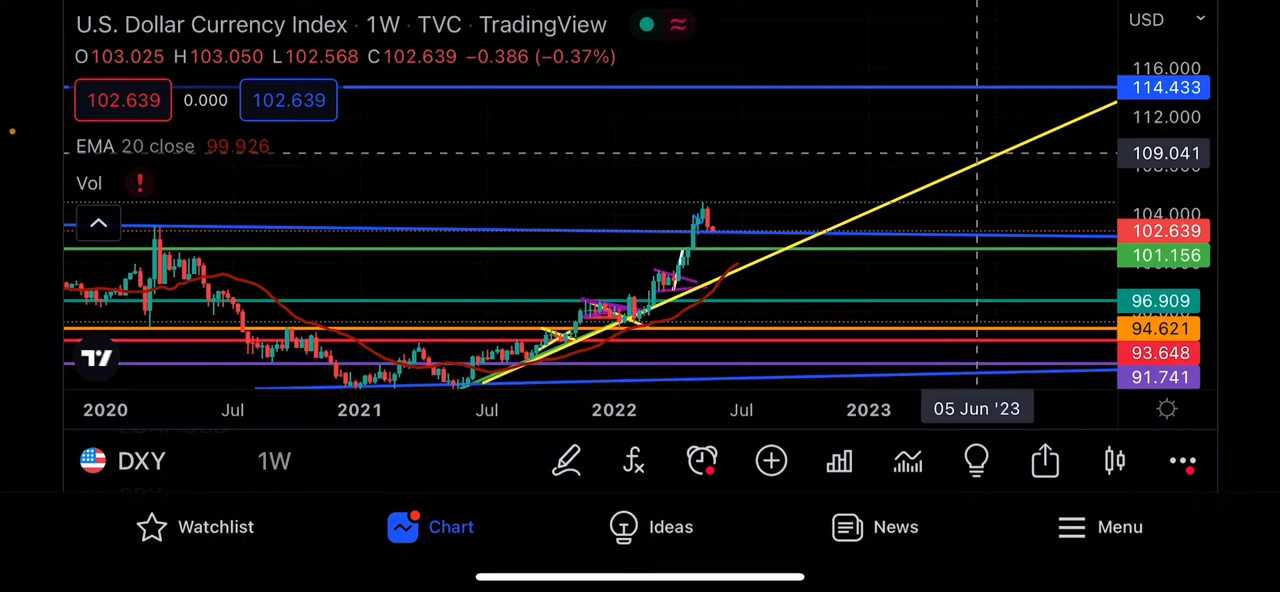 U.S. Dollar Currency Index · 1W · TVC · TradingView
USD
O103.025 H103.050 L102.568 C102.639 −0.386 (−0.37%)
116.000
114.433
102.639 0.000 102.639
112.000
EMA 20 close 99.926
109.041
Vol
104.000
102.639
101.156
96.909
94.621
93.648
91.741
2020 Jul 2021 Jul 2022 Jul 2023 05 Jun '23
DXY 1W
Watchlist Chart Ideas News Menu